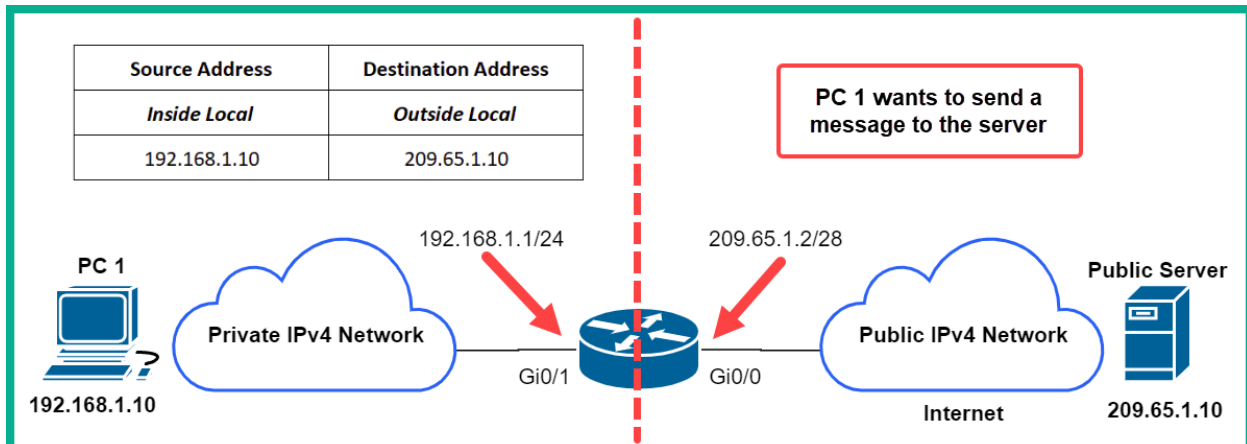 Source Address Destination Address
Inside Local Outside Local
192.168.1.10 209.65.1.10
PC 1 wants to send a
message to the server
192.168.1.1/24
209.65.1.2/28
PC 1
Public Server
Private IPv4 Network
Public IPv4 Network
Gi0/1
Gi0/0
192.168.1.10
Internet
209.65.1.10